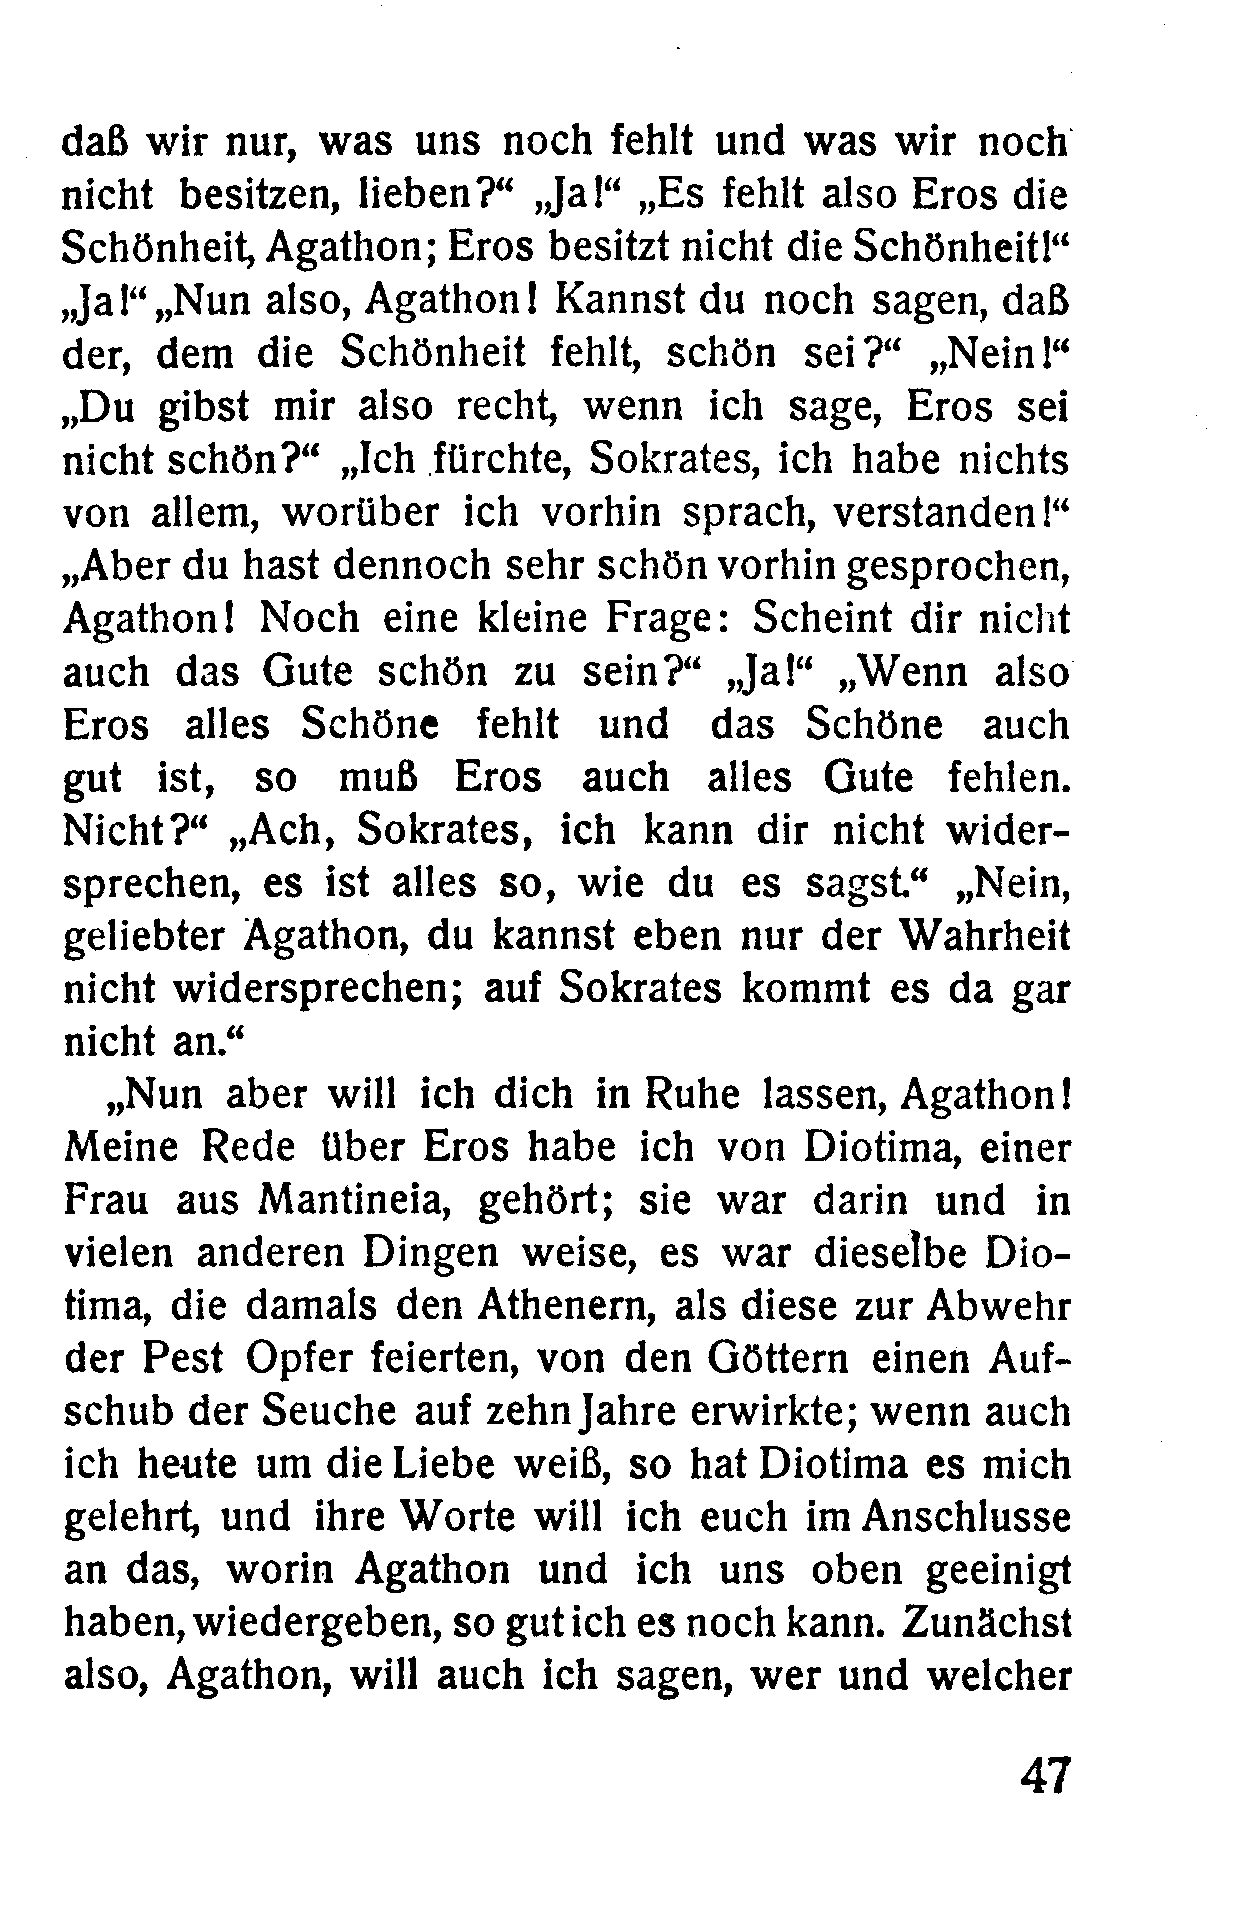 daß wir nur, was uns noch fehlt und was wir noch
nicht besitzen, lieben?“ „Ja!“ „Es fehlt also Eros die
Schönheit, Agathon; Eros besitzt nicht die Schönheit!“
„Ja!“ „Nun also, Agathon! Kannst du noch sagen, daß
der, dem die Schönheit fehlt, schön sei?“ „Nein!“
„Du gibst mir also recht, wenn ich sage, Eros sei
nicht schön?“ „Ich fürchte, Sokrates, ich habe nichts
von allem, worüber ich vorhin sprach, verstanden!“
„Aber du hast dennoch sehr schön vorhin gesprochen,
Agathon! Noch eine kleine Frage: Scheint dir nicht
auch das Gute schön zu sein?“ „Ja!“ „Wenn also
Eros alles Schöne fehlt und das Schöne auch
gut ist, so muß Eros auch alles Gute fehlen.
Nicht?“ „Ach, Sokrates, ich kann dir nicht wider-
sprechen, es ist alles so, wie du es sagst.“ „Nein,
geliebter Agathon, du kannst eben nur der Wahrheit
nicht widersprechen; auf Sokrates kommt es da gar
nicht an.“
„Nun aber will ich dich in Ruhe lassen, Agathon!
Meine Rede über Eros habe ich von Diotima, einer
Frau aus Mantineia, gehört; sie war darin und in
vielen anderen Dingen weise, es war dieselbe Dio-
tima, die damals den Athenern, als diese zur Abwehr
der Pest Opfer feierten, von den Göttern einen Auf-
schub der Seuche auf zehn Jahre erwirkte; wenn auch
ich heute um die Liebe weiß, so hat Diotima es mich
gelehrt, und ihre Worte will ich euch im Anschlusse
an das, worin Agathon und ich uns oben geeinigt
haben, wiedergeben, so gut ich es noch kann. Zunächst
also, Agathon, will auch ich sagen, wer und welcher
47